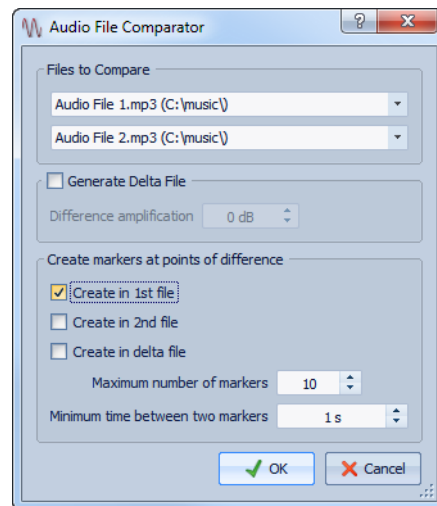 Audio File Comparator
?
Files to Compare
Audio File 1.mp3 (C:\music\)
Audio File 2.mp3 (C:\music\)
Generate Delta File
Difference amplification 0 dB
Create markers at points of difference
Create in 1st file
Create in 2nd file
Create in delta file
Maximum number of markers 10
Minimum time between two markers 1 s
OK Cancel